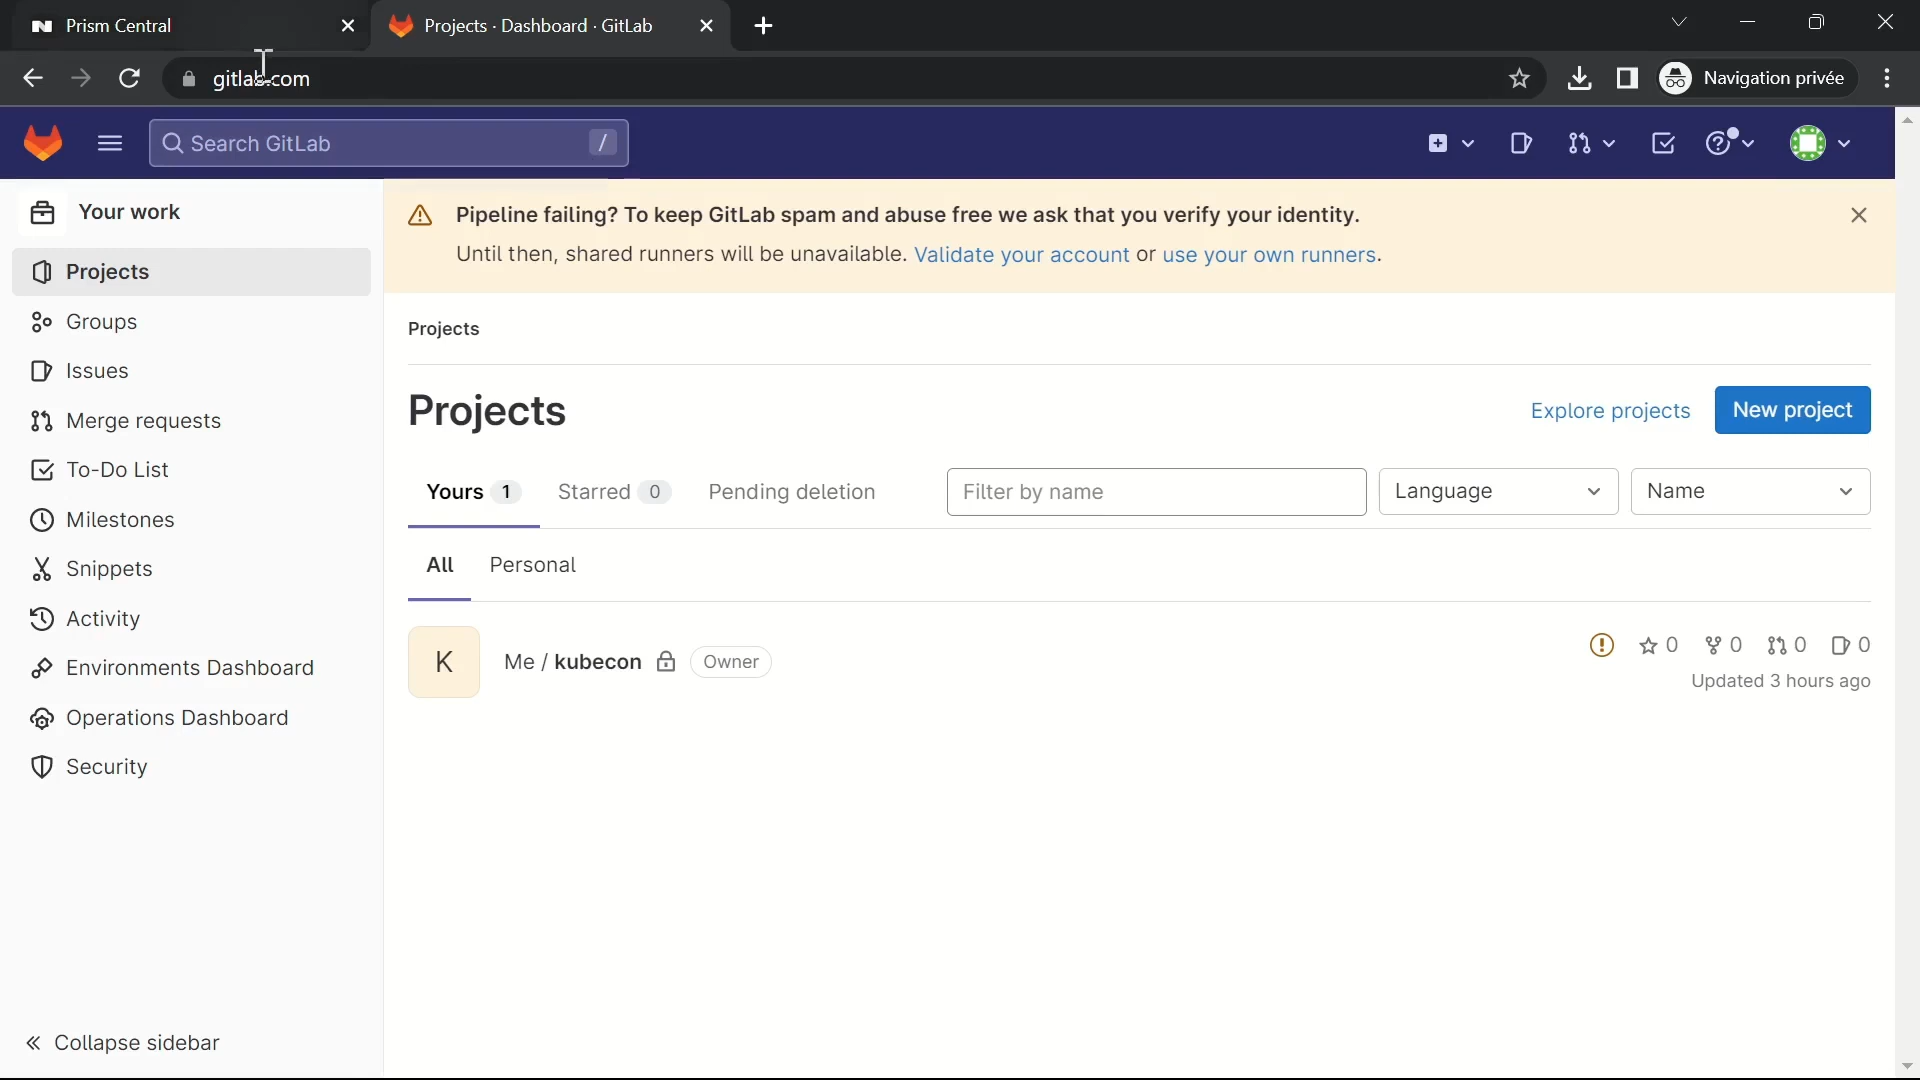 Prism Central
Projects · Dashboard · GitLab
gitlab.com
Navigation privée
Search GitLab /
Your work
Projects
Groups
Issues
Merge requests
To-Do List
Milestones
Snippets
Activity
Environments Dashboard
Operations Dashboard
Security
Collapse sidebar
Pipeline failing? To keep GitLab spam and abuse free we ask that you verify your identity.
Until then, shared runners will be unavailable. Validate your account or use your own runners.
Projects
Projects
Explore projects
New project
Yours 1
Starred 0
Pending deletion
Filter by name
Language
Name
All
Personal
K
Me / kubecon
Owner
0 0 0 0
Updated 3 hours ago